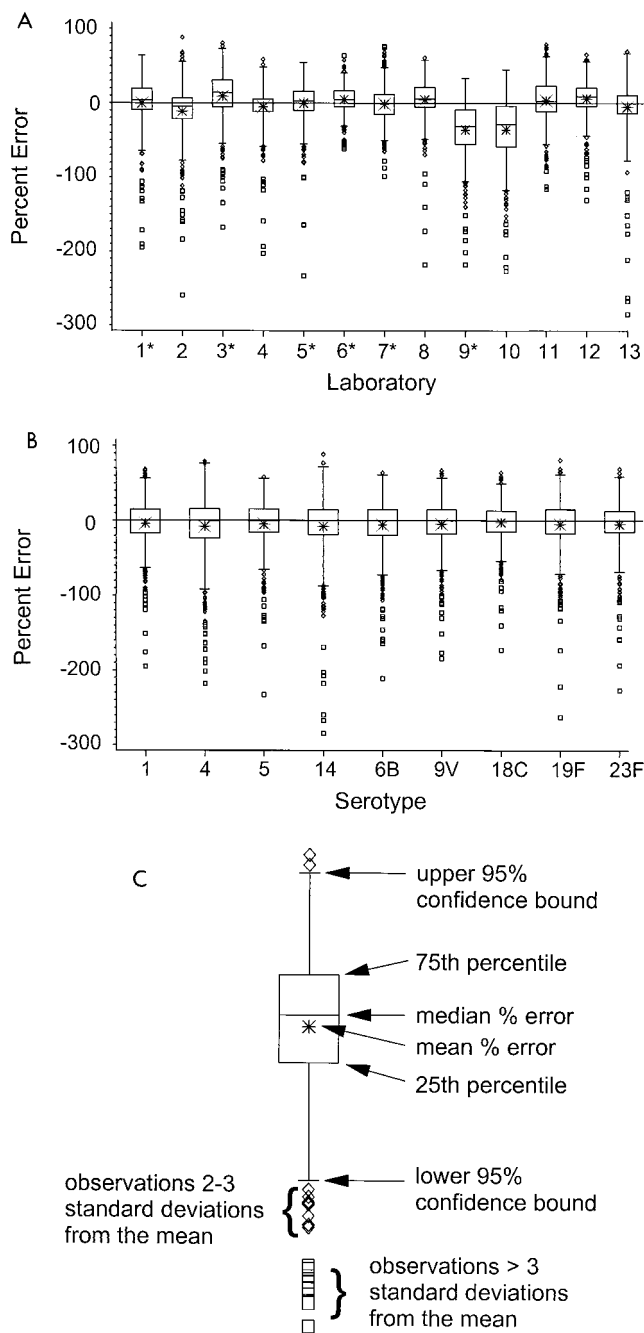 A
100
0
-100
-200
-300
Percent Error
1* 2 3* 4 5* 6* 7* 8 9* 10 11 12 13
Laboratory
B
100
0
-100
-200
-300
Percent Error
1 4 5 14 6B 9V 18C 19F 23F
Serotype
C
upper 95%
confidence bound
75th percentile
median % error
mean % error
25th percentile
lower 95%
confidence bound
observations 2-3
standard deviations
from the mean
observations > 3
standard deviations
from the mean